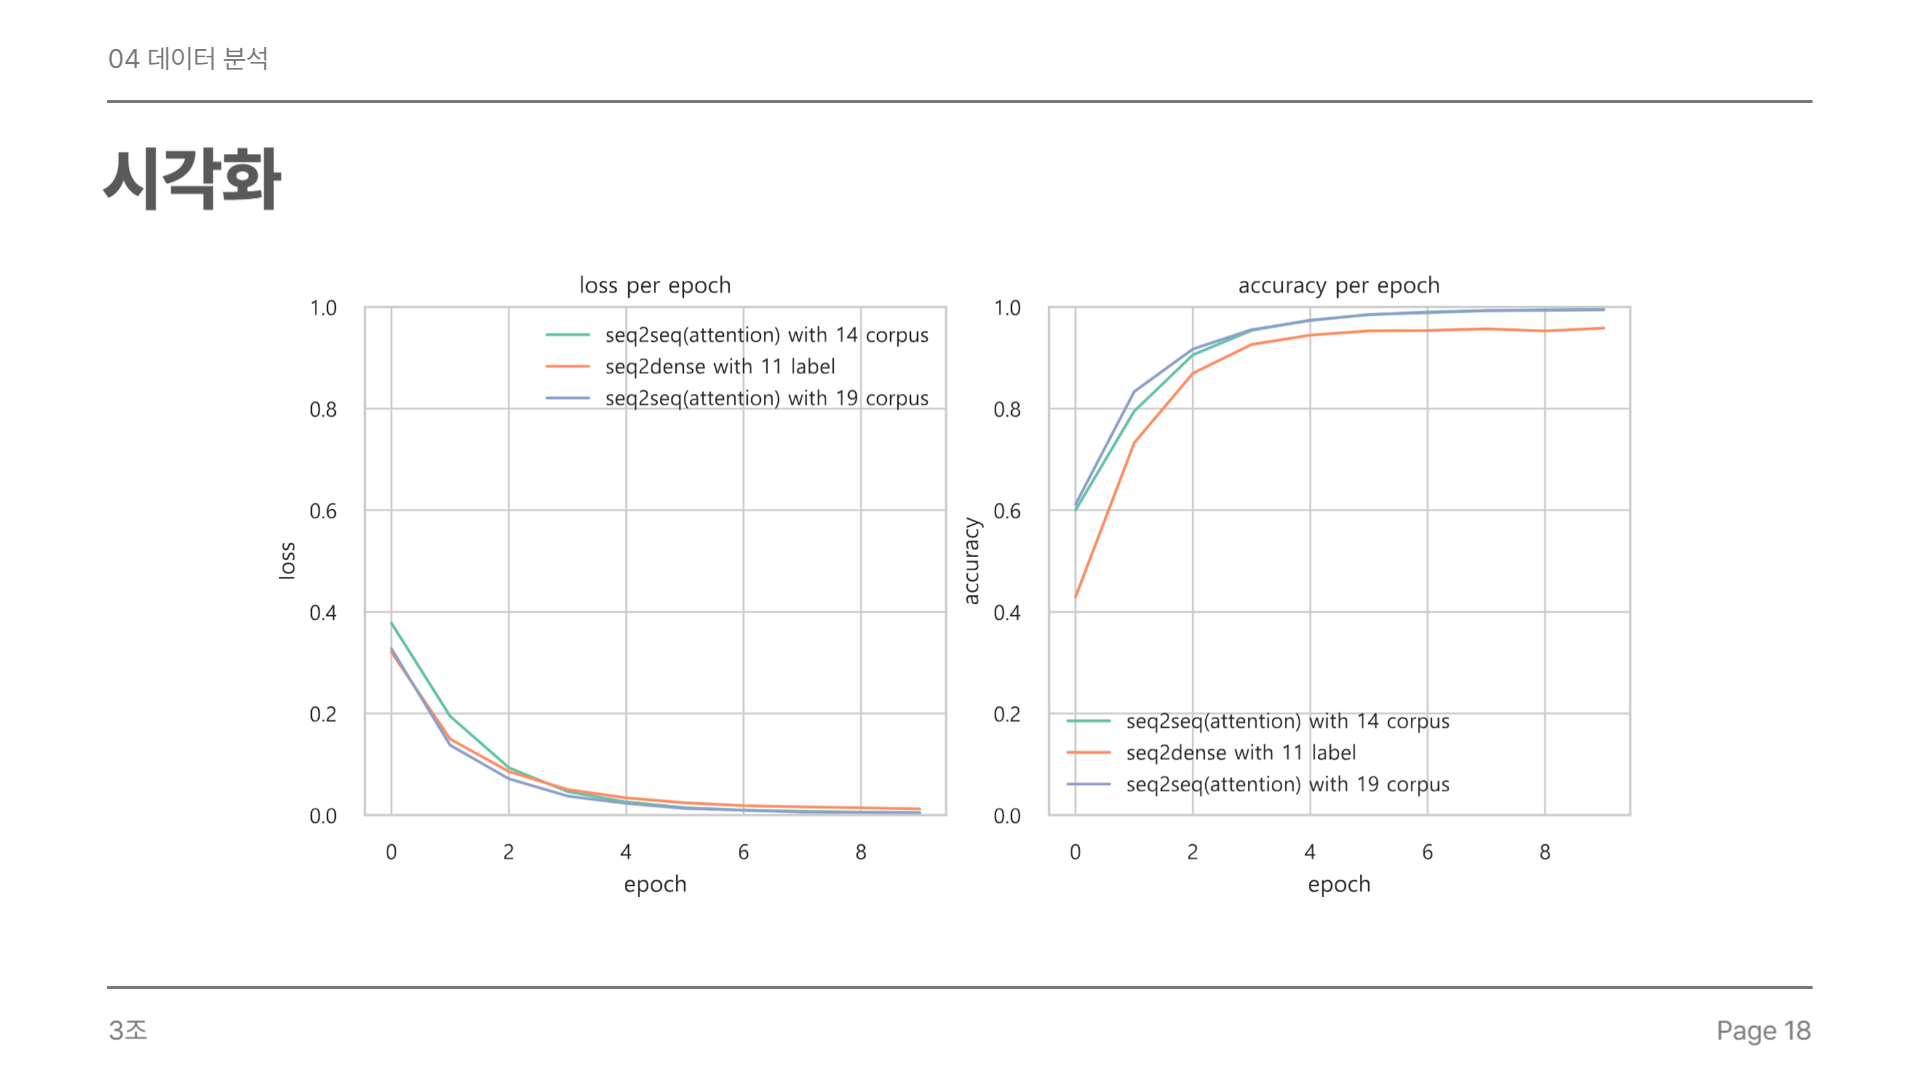 04 데이터 분석
시각화
loss per epoch
1.0
0.8
0.6
0.4
0.2
0.0
loss
seq2seq(attention) with 14 corpus
seq2dense with 11 label
seq2seq(attention) with 19 corpus
0 2 4 6 8
epoch
accuracy per epoch
1.0
0.8
0.6
0.4
0.2
0.0
accuracy
seq2seq(attention) with 14 corpus
seq2dense with 11 label
seq2seq(attention) with 19 corpus
0 2 4 6 8
epoch
3조
Page 18